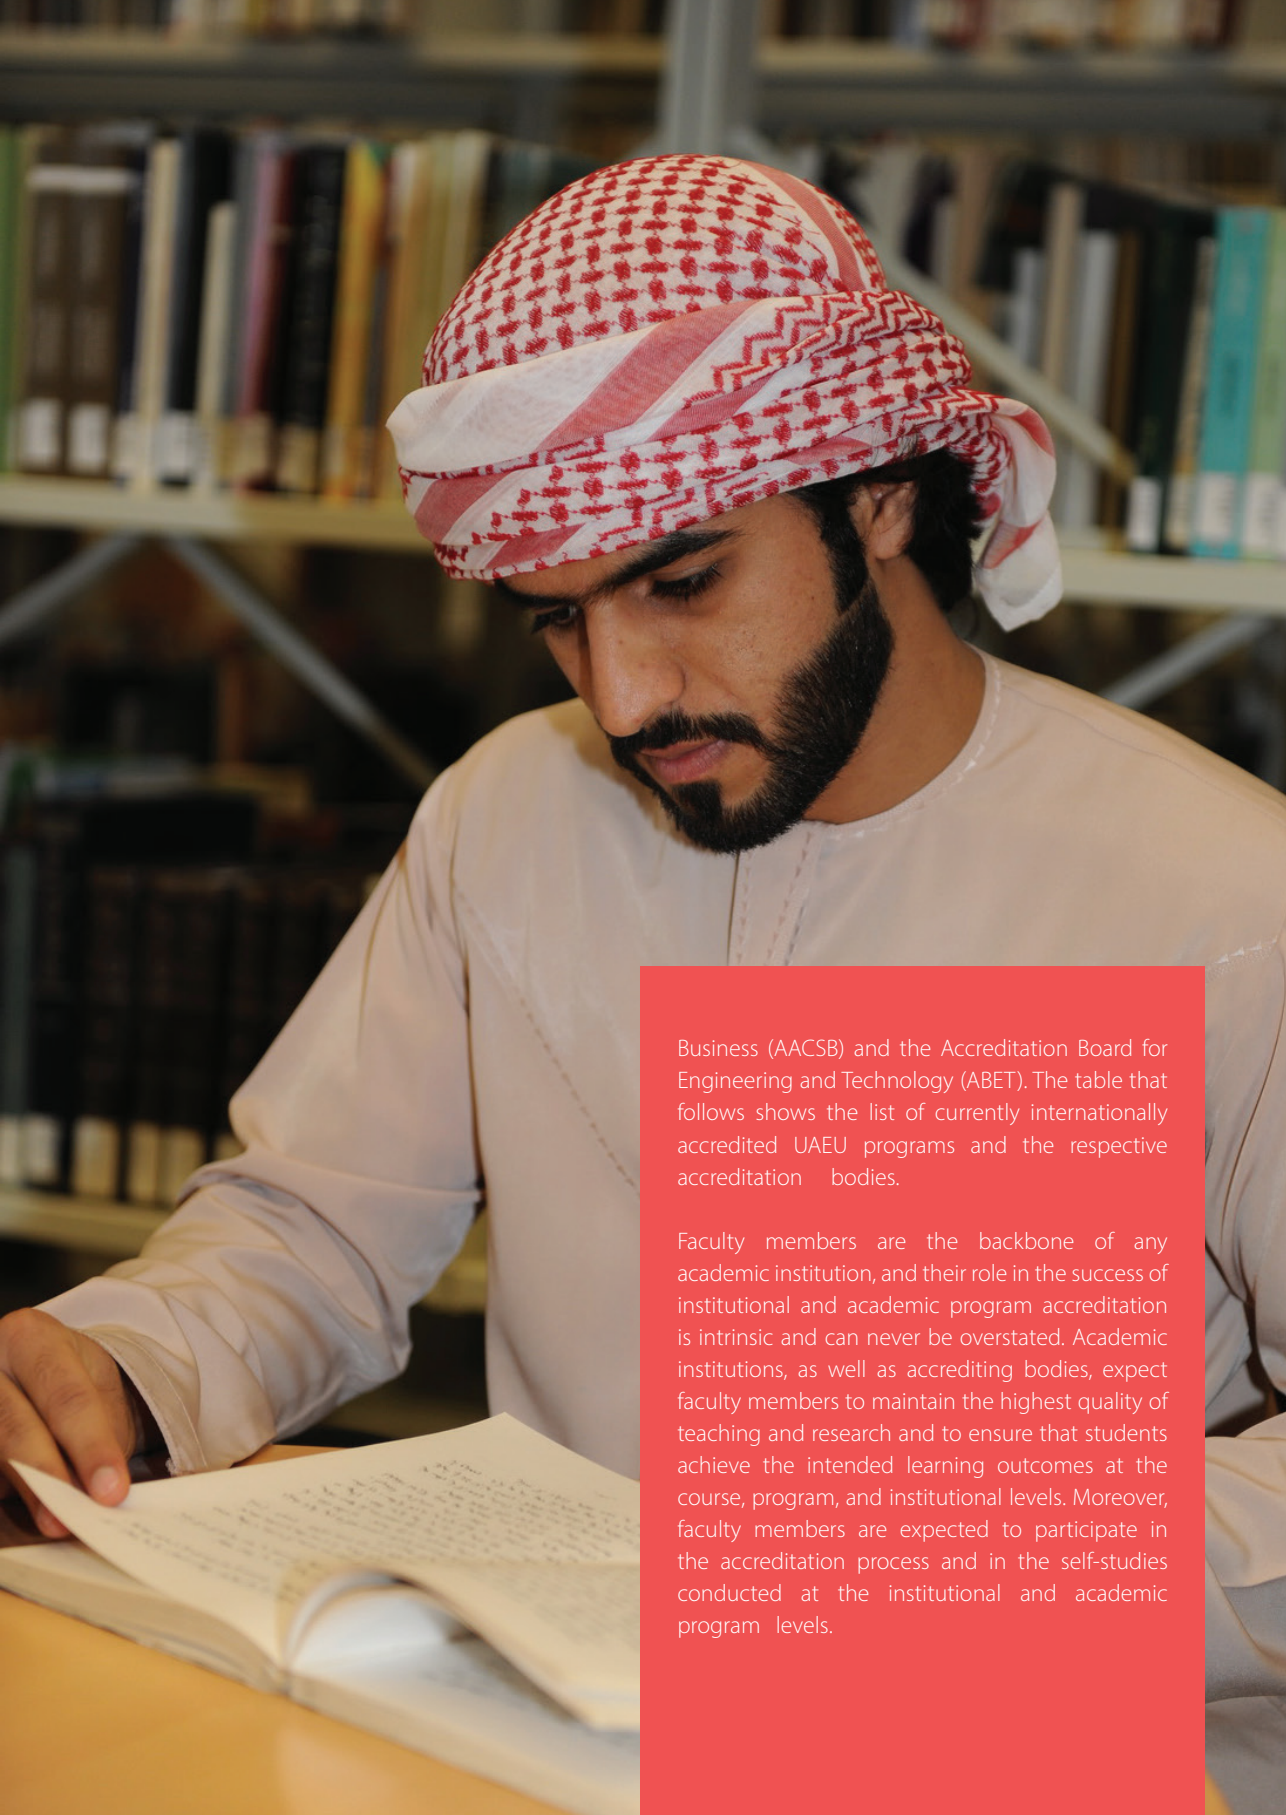 Business (AACSB) and the Accreditation Board for
Engineering and Technology (ABET). The table that
follows shows the list of currently internationally
accredited UAEU programs and the respective
accreditation bodies.
Faculty members are the backbone of any
academic institution, and their role in the success of
institutional and academic program accreditation
is intrinsic and can never be overstated. Academic
institutions, as well as accrediting bodies, expect
faculty members to maintain the highest quality of
teaching and research and to ensure that students
achieve the intended learning outcomes at the
course, program, and institutional levels. Moreover,
faculty members are expected to participate in
the accreditation process and in the self-studies
conducted at the institutional and academic
program levels.